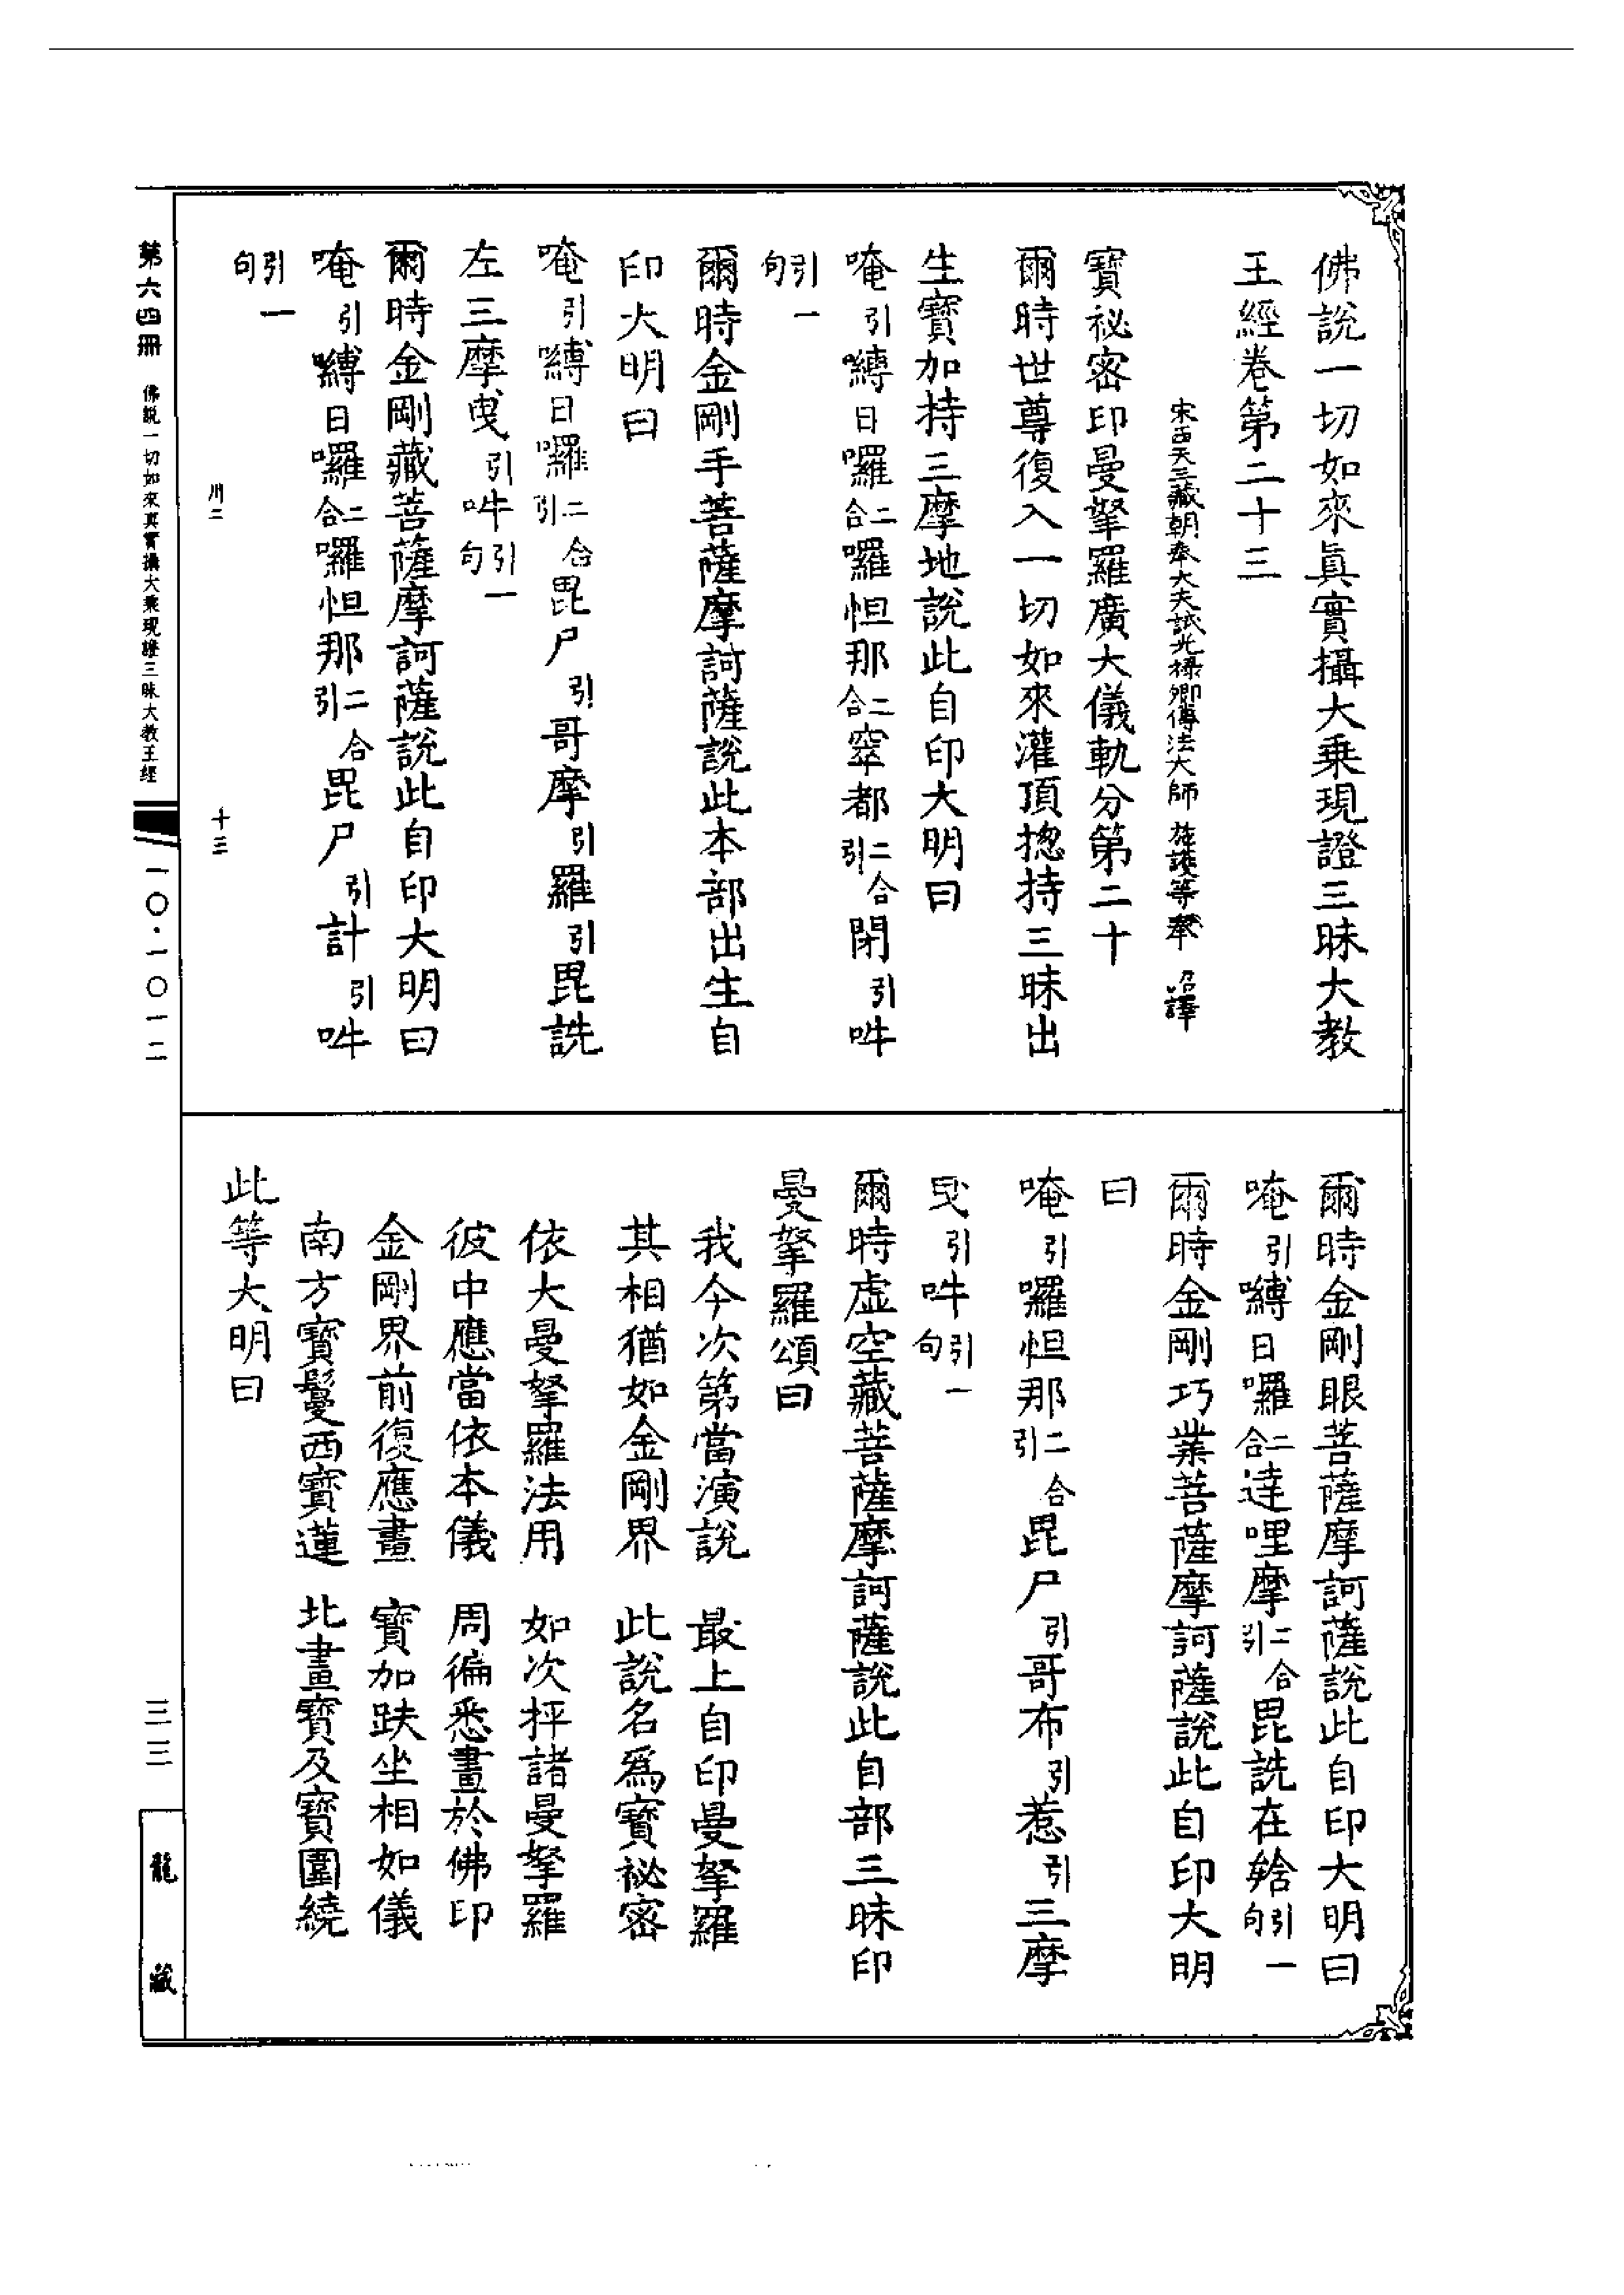 佛說一切如來眞實攝大乘現證三昧大教
王經卷第二十三
宋西天三藏朝奉大夫試光祿卿傳法大師 施護等奉 詔譯
寶祕密印曼拏羅廣大儀軌分第二十
爾時世尊復入一切如來灌頂揔持三昧出
生寶加持三摩地說此自印大明曰
唵引嚩日囉二合囉怛那二合窣都二合引閉引吽
引一句
爾時金剛手菩薩摩訶薩說此本部出生自
印大明曰
唵引嚩日囉二合引毘尸引哥摩引羅引毘詵
左三摩曵引吽引一句
爾時金剛藏菩薩摩訶薩說此自印大明曰
唵引嚩日囉二合囉怛那二合引毘尸引計引吽
引一句
爾時金剛眼菩薩摩訶薩說此自印大明曰
唵引嚩日囉二合達哩摩二合引毘詵在䶎引一句
爾時金剛巧業菩薩摩訶薩說此自印大明
曰
唵引囉怛那二合引毘尸引哥布引惹引三摩
曵引吽引一句
爾時虛空藏菩薩摩訶薩說此自部三昧印
曼拏羅頌曰
我今次第當演說 最上自印曼拏羅
其相猶如金剛界 此說名爲寶祕密
依大曼拏羅法用 如次抨諸曼拏羅
彼中應當依本儀 周徧悉畫於佛印
金剛界前復應畫 寶加趺坐相如儀
南方寶鬘西寶蓮 北畫寶及寶圍繞
此等大明曰
卅二 十三
第六四冊 佛說一切如來真實攝大乘現證三昧大教王經 一〇·一〇一二 三三 龍藏